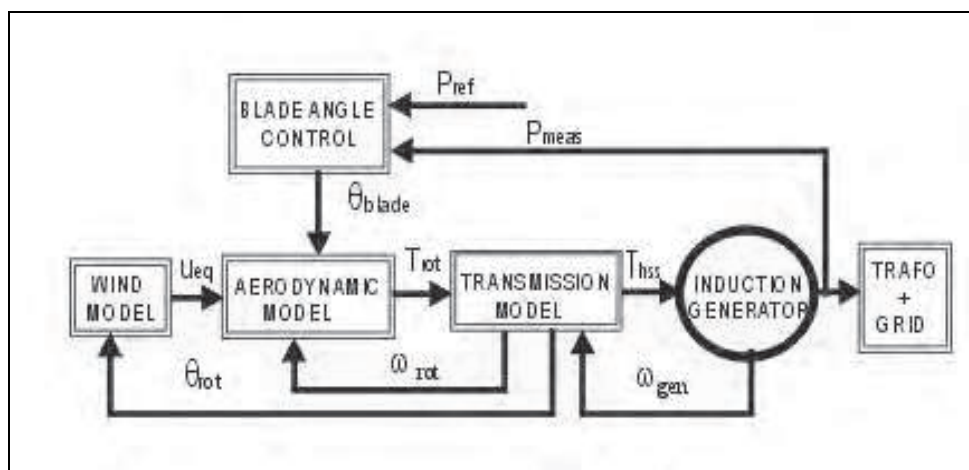 BLADE ANGLE
CONTROL
Pref
Pmeas
θblade
WIND
MODEL
Ueq
AERODYNAMIC
MODEL
Trot
TRANSMISSION
MODEL
Thss
INDUCTION
GENERATOR
TRAFO
+
GRID
θrot
ω rot
ωgen